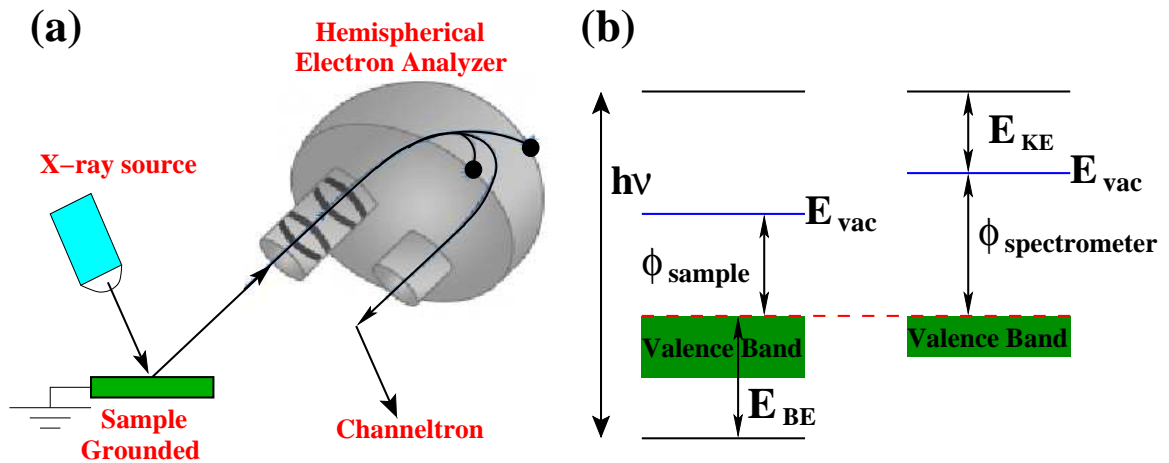 (a)
Hemispherical
Electron Analyzer
X–ray source
Sample
Grounded
Channeltron
(b)
hν
E vac
ϕ sample
Valence Band
E BE
E KE
E vac
ϕ spectrometer
Valence Band